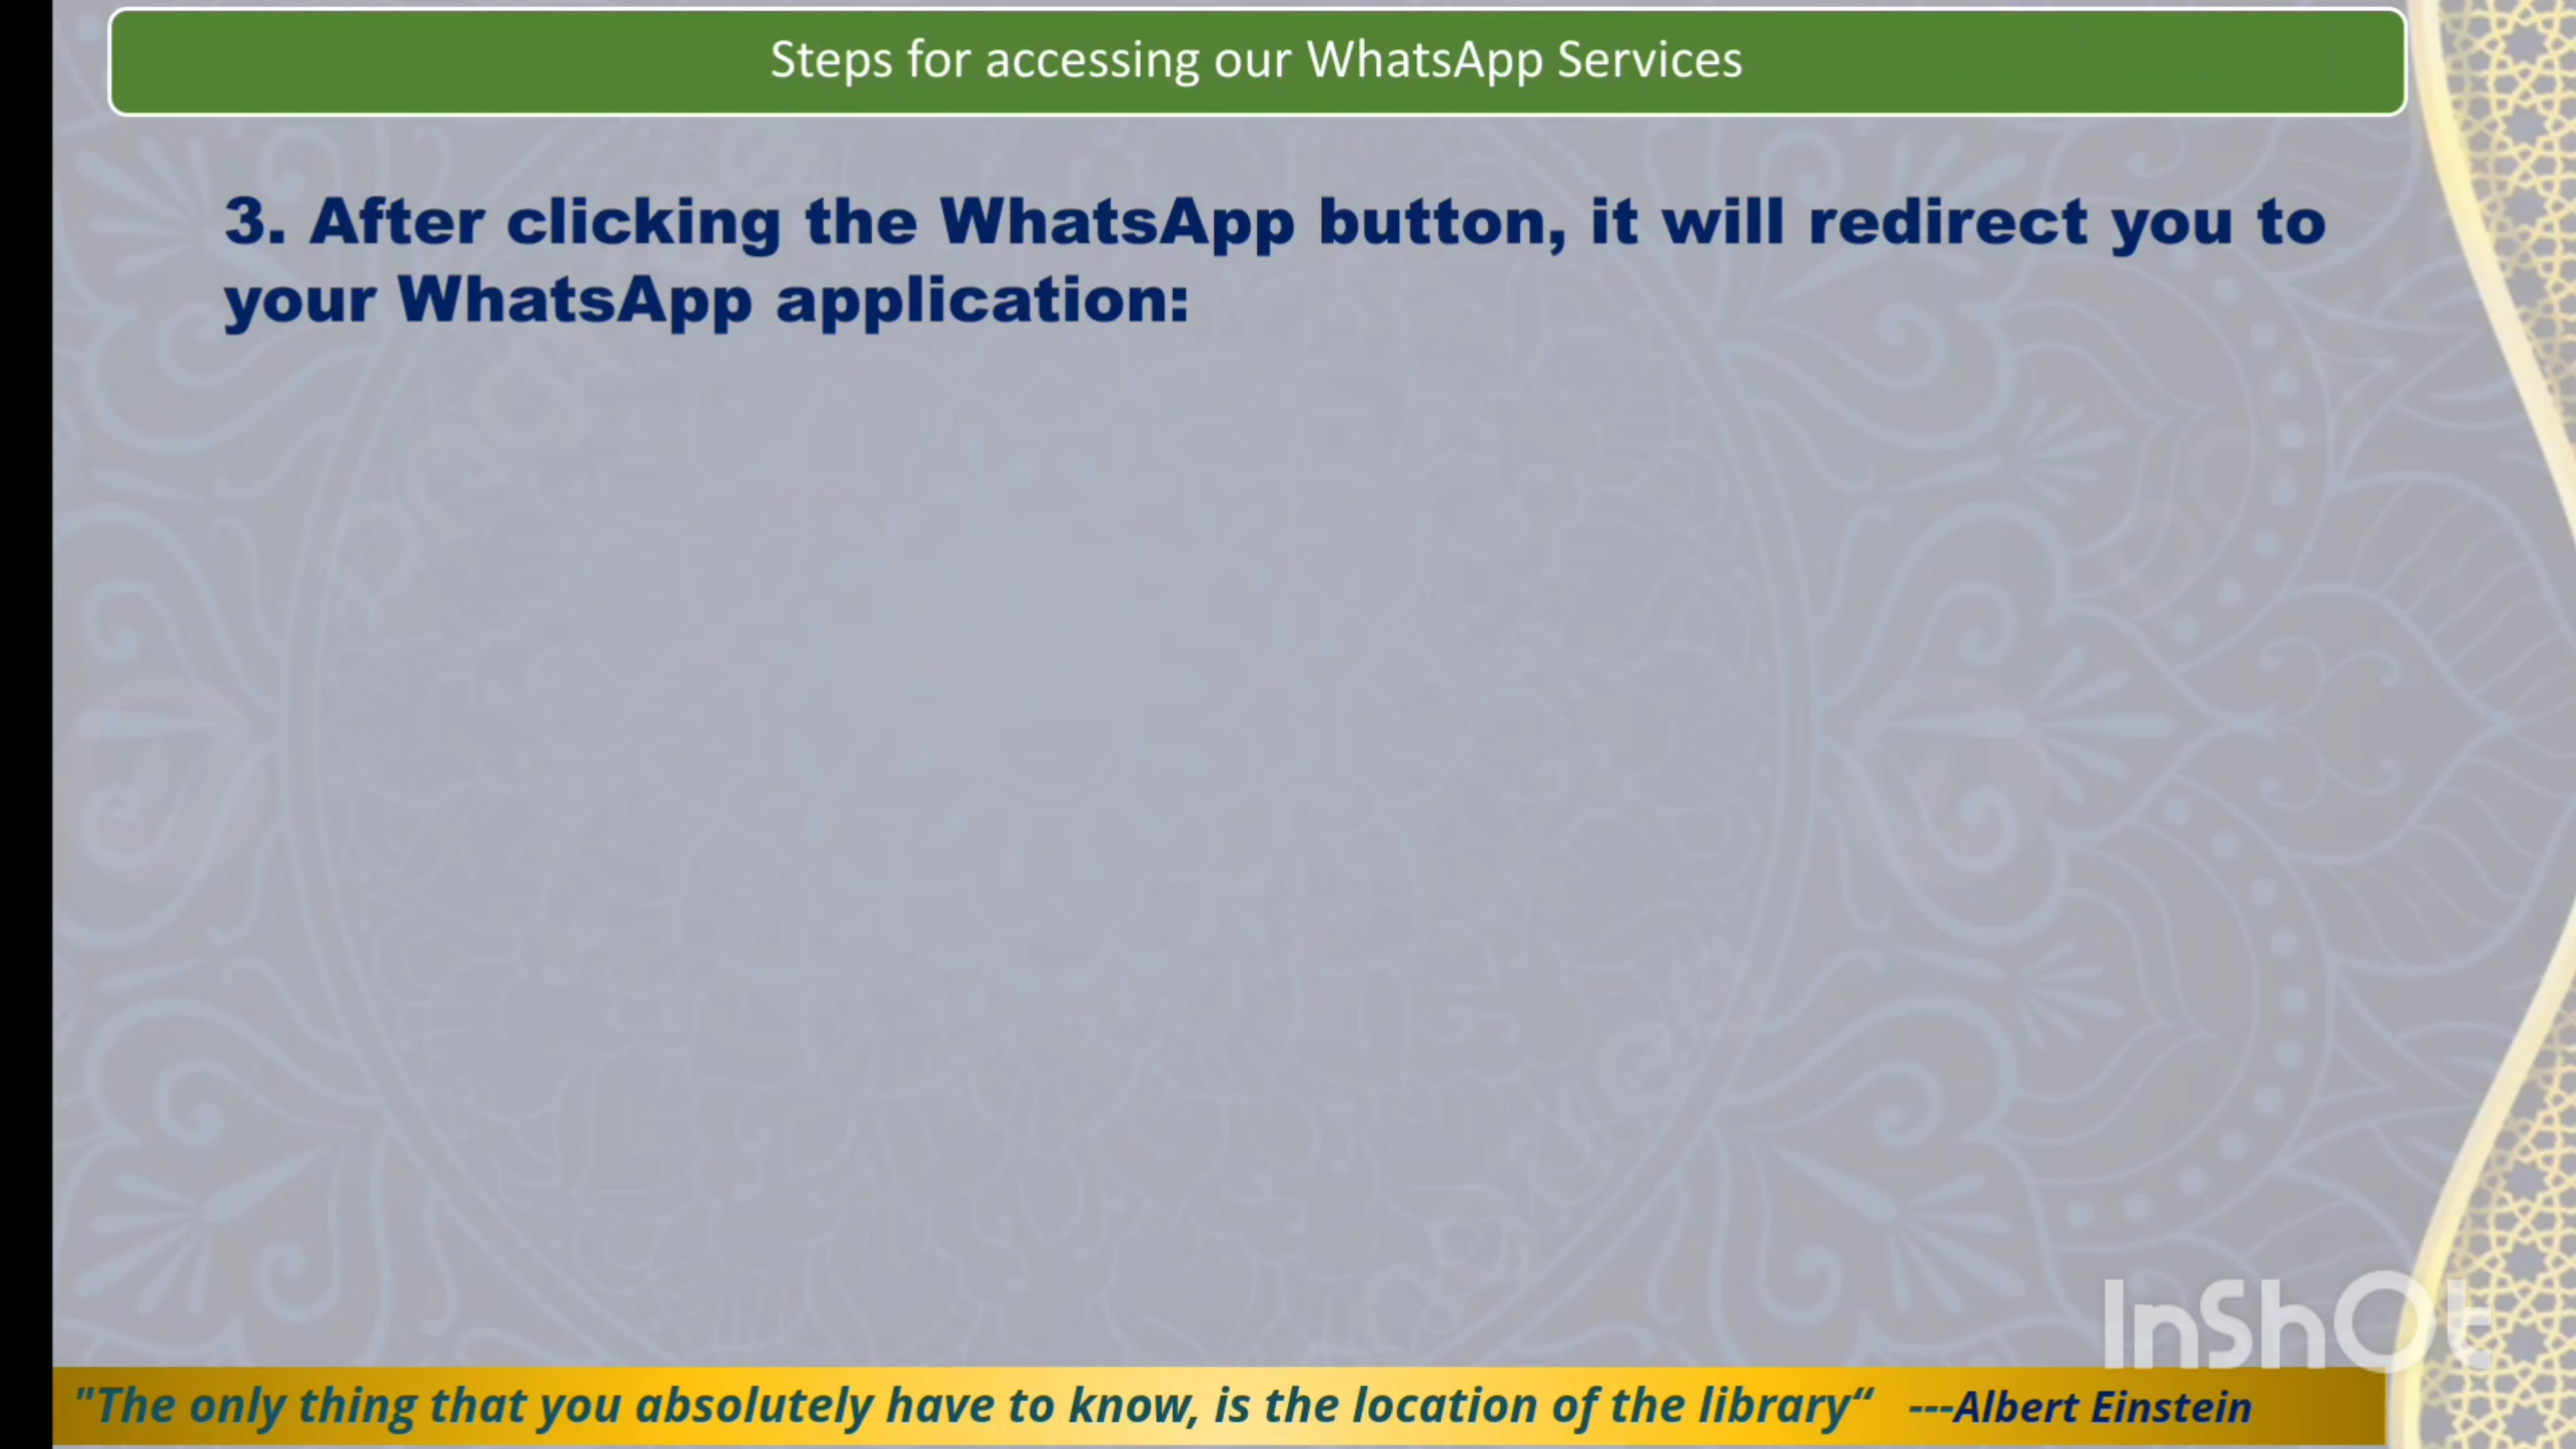 Steps for accessing our WhatsApp Services
3. After clicking the WhatsApp button, it will redirect you to
your WhatsApp application:
InShOt
"The only thing that you absolutely have to know, is the location of the library“ ---Albert Einstein